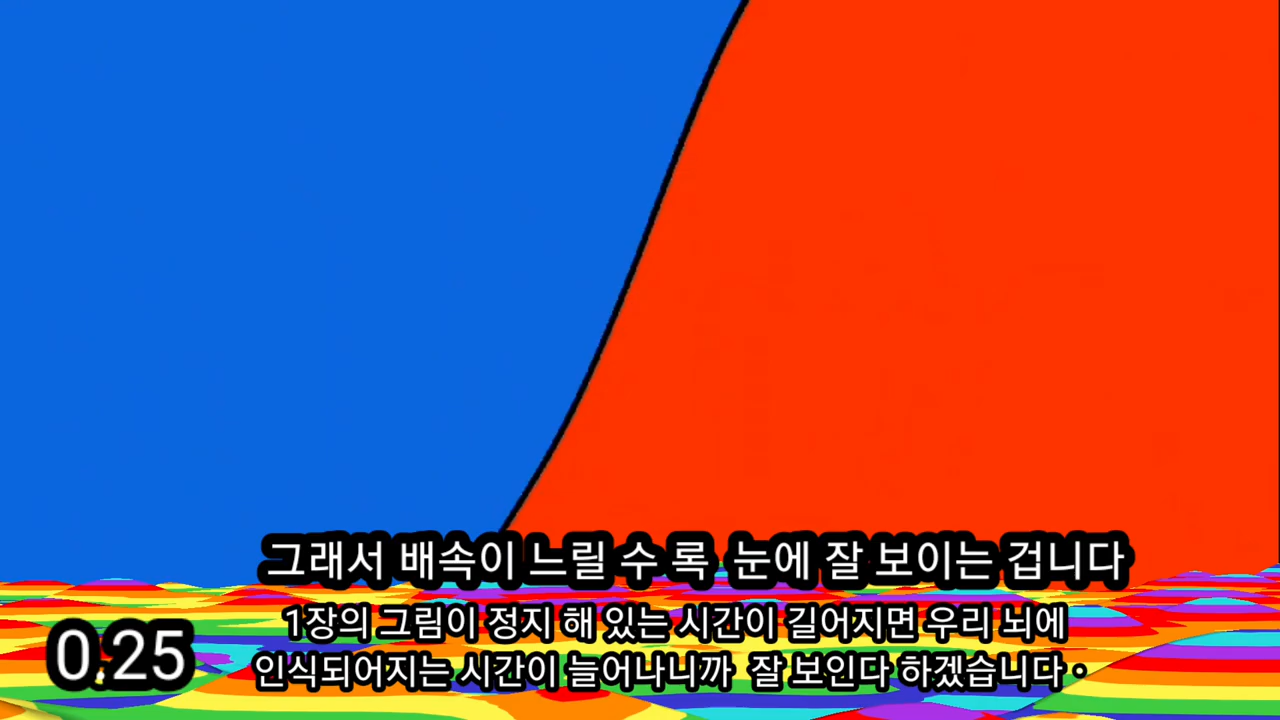 그래서 배속이 느릴 수 록 눈에 잘 보이는 겁니다
1장의 그림이 정지 해 있는 시간이 길어지면 우리 뇌에
인식되어지는 시간이 늘어나니까 잘 보인다 하겠습니다 ·
0.25